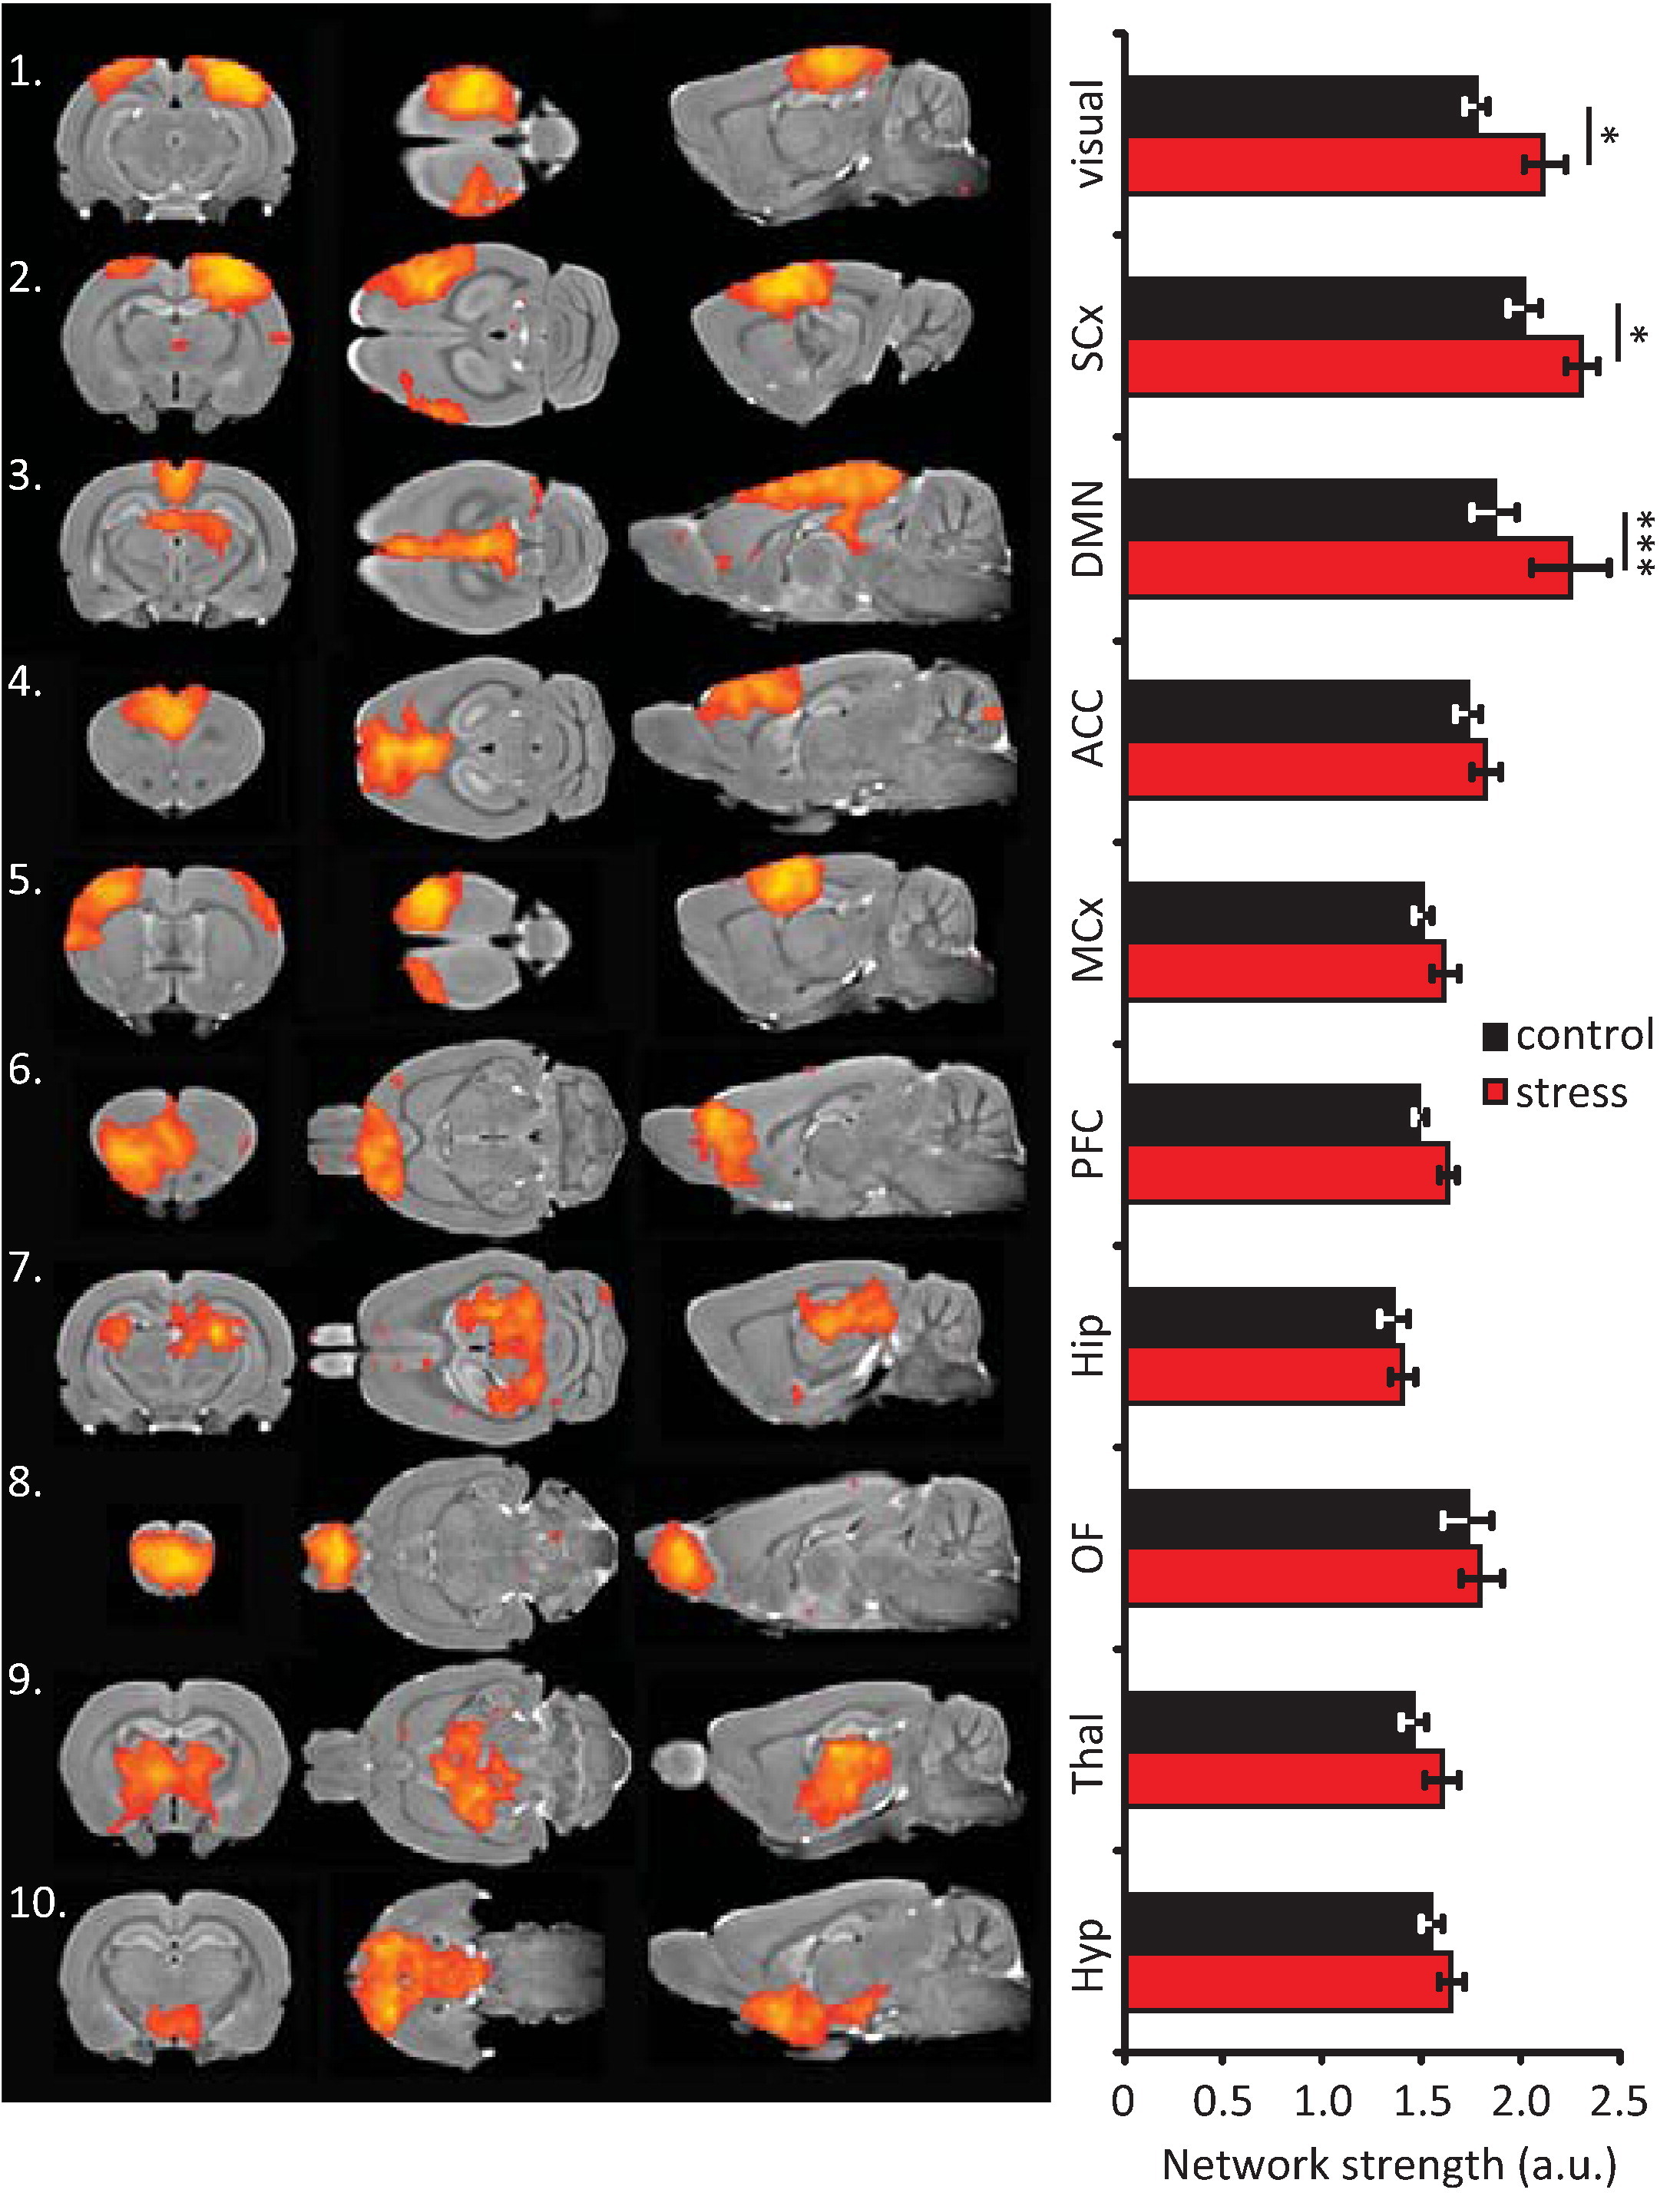 1.
2.
3.
4.
5.
6.
7.
8.
9.
10.
visual
*
SCx
*
DMN
***
ACC
MCx
PFC
Hip
OF
Thal
Hyp
control
stress
0 0.5 1.0 1.5 2.0 2.5
Network strength (a.u.)